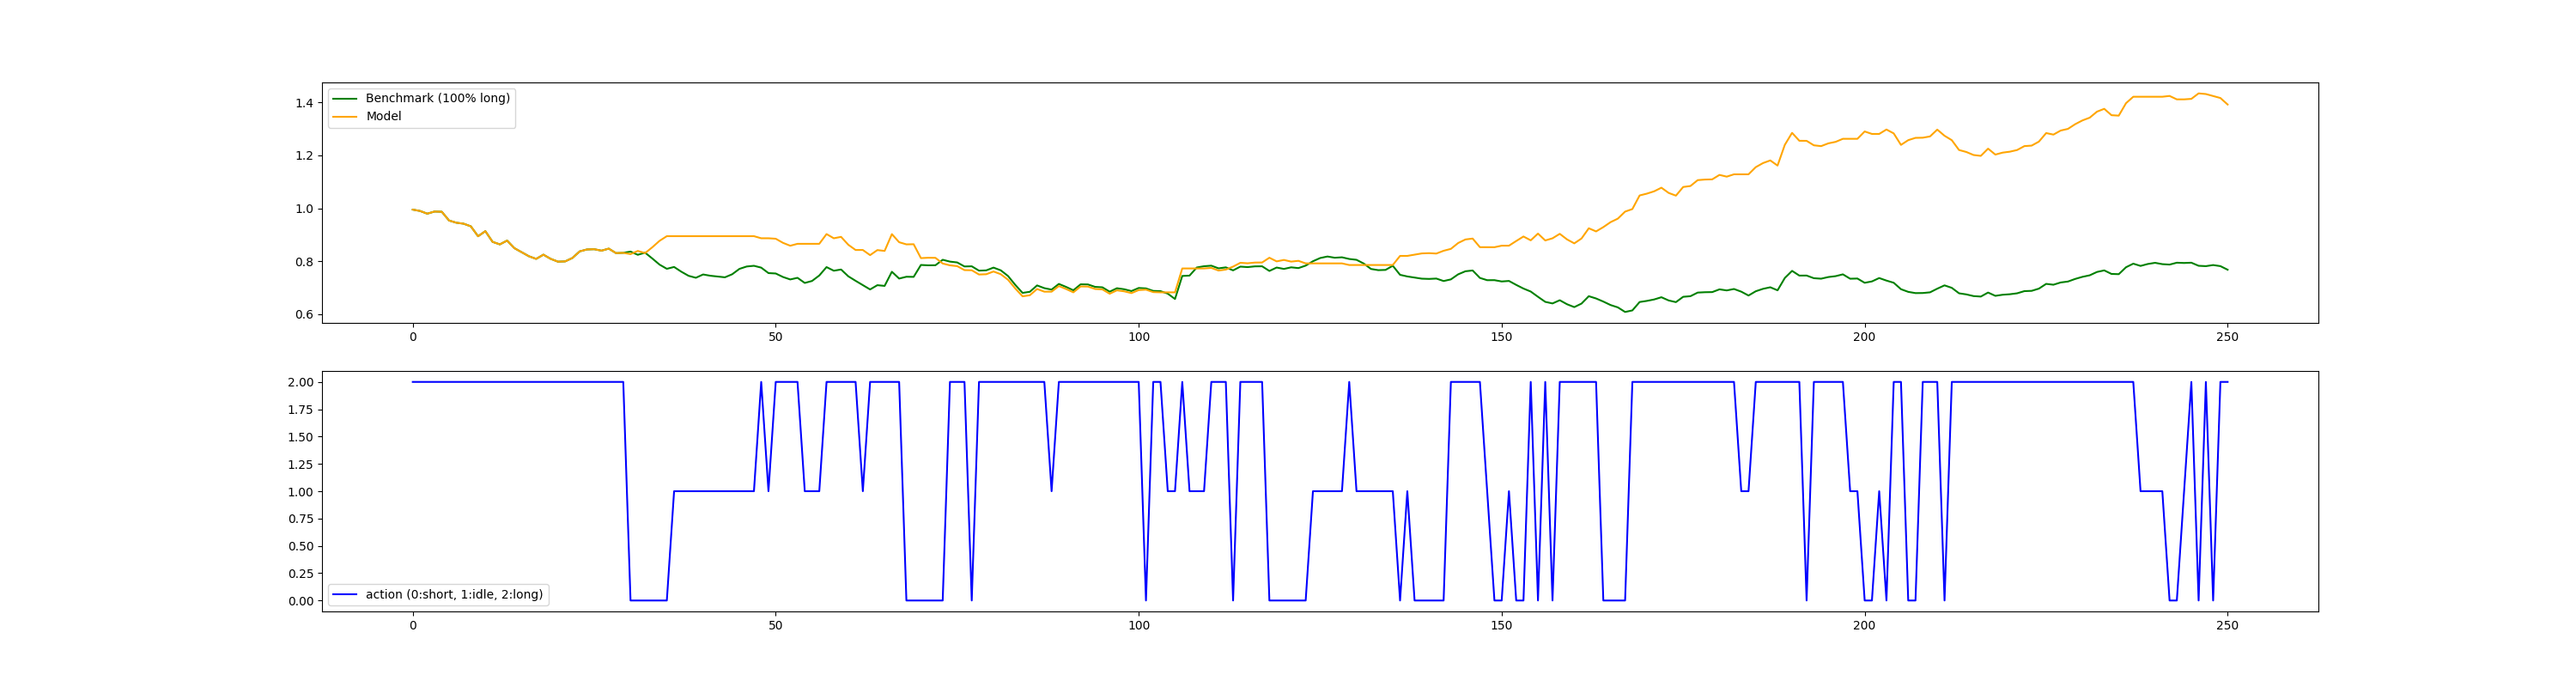 Benchmark (100% long)
Model
1.4
1.2
1.0
0.8
0.6
0 50 100 150 200 250
2.00
1.75
1.50
1.25
1.00
0.75
0.50
0.25
0.00
action (0:short, 1:idle, 2:long)
0 50 100 150 200 250